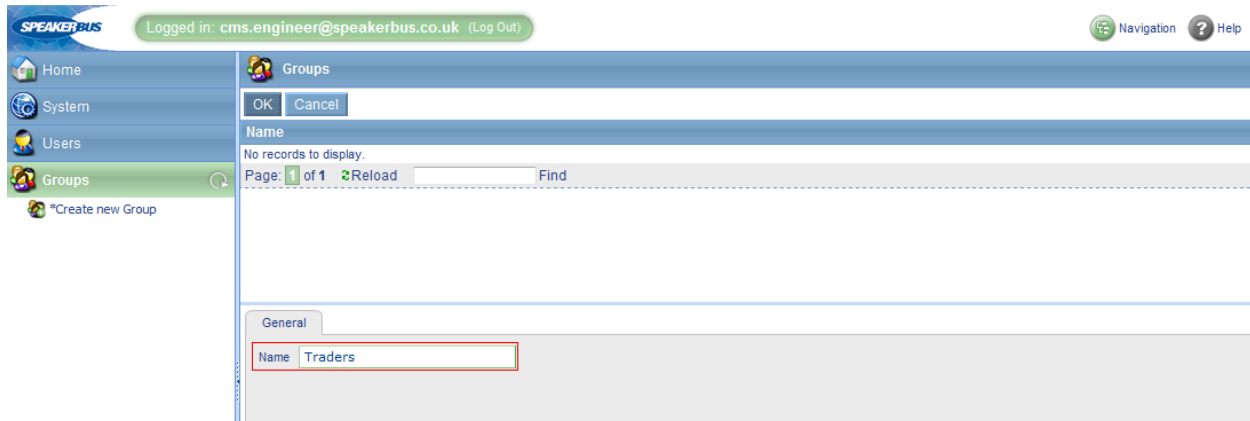 SPEAKERBUS
Logged in: cms.engineer@speakerbus.co.uk (Log Out)
Navigation
? Help
Home
System
Users
Groups
*Create new Group
Groups
OK Cancel
Name
No records to display.
Page: 1 of 1 Reload Find
General
Name Traders